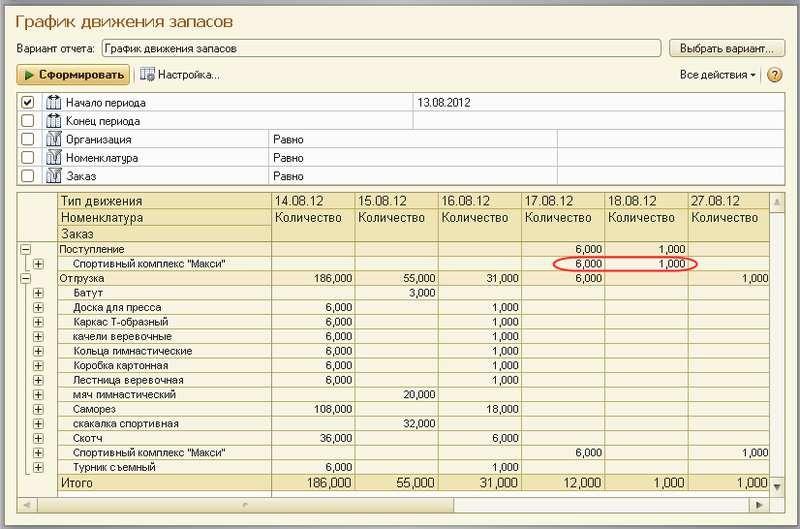 График движения запасов
Вариант отчета: График движения запасов Выбрать вариант...
Сформировать Настройка... Все действия ?
Начало периода 13.08.2012
Конец периода
Организация Равно
Номенклатура Равно
Заказ Равно
Тип движения 14.08.12 15.08.12 16.08.12 17.08.12 18.08.12 27.08.12
Номенклатура Количество Количество Количество Количество Количество Количество
Заказ
Поступление 6,000 1,000
Спортивный комплекс "Макси" 6,000 1,000
Отгрузка 186,000 55,000 31,000 6,000 1,000
Батут 3,000
Доска для пресса 6,000 1,000
Каркас Т-образный 6,000 1,000
качели веревочные 6,000 1,000
Кольца гимнастические 6,000 1,000
Коробка картонная 6,000 1,000
Лестница веревочная 6,000 1,000
мяч гимнастический 20,000
Саморез 108,000 18,000
скакалка спортивная 32,000
Скотч 36,000 6,000
Спортивный комплекс "Макси" 6,000 1,000
Турник съемный 6,000 1,000
Итого 186,000 55,000 31,000 12,000 1,000 1,000